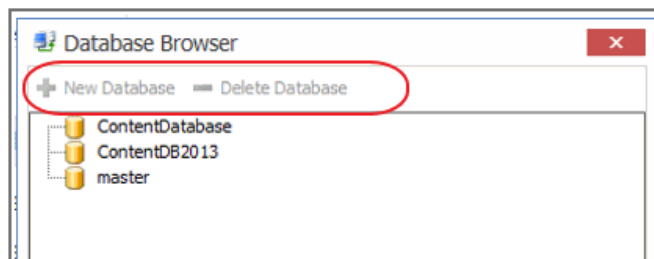 Database Browser
New Database Delete Database
ContentDatabase
ContentDB2013
master